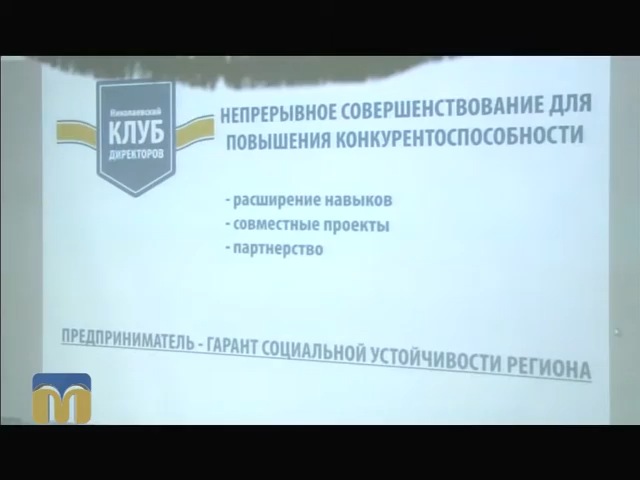 Николаевский
КЛУБ
ДИРЕКТОРОВ
НЕПРЕРЫВНОЕ СОВЕРШЕНСТВОВАНИЕ ДЛЯ
ПОВЫШЕНИЯ КОНКУРЕНТОСПОСОБНОСТИ
- расширение навыков
- совместные проекты
- партнерство
ПРЕДПРИНИМАТЕЛЬ - ГАРАНТ СОЦИАЛЬНОЙ УСТОЙЧИВОСТИ РЕГИОНА
М